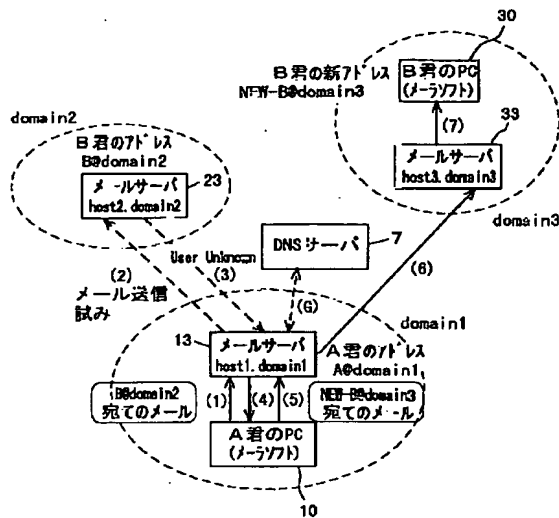 30
B君の新アドレス
NEW-B@domain3
B君のPC
(メーラソフト)
(7)
33
メールサーバ
host3.domain3
domain3
domain2
B君のアドレス
B@domain2
23
メールサーバ
host2.domain2
User Unknown
(2)
(3)
メール送信
試み
DNSサーバ
7
(6)
(G)
domain1
13
メールサーバ
host1.domain1
A君のアドレス
A@domain1
B@domain2
宛てのメール
(1)
(4)
(5)
NEW-B@domain3
宛てのメール
A君のPC
(メーラソフト)
10